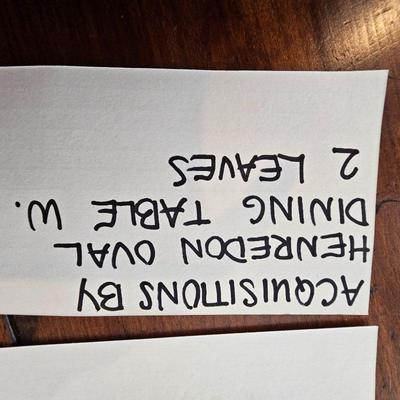 ACQUISITIONS BY
HENREDON OVAL
DINING TABLE W.
2 LEAVES